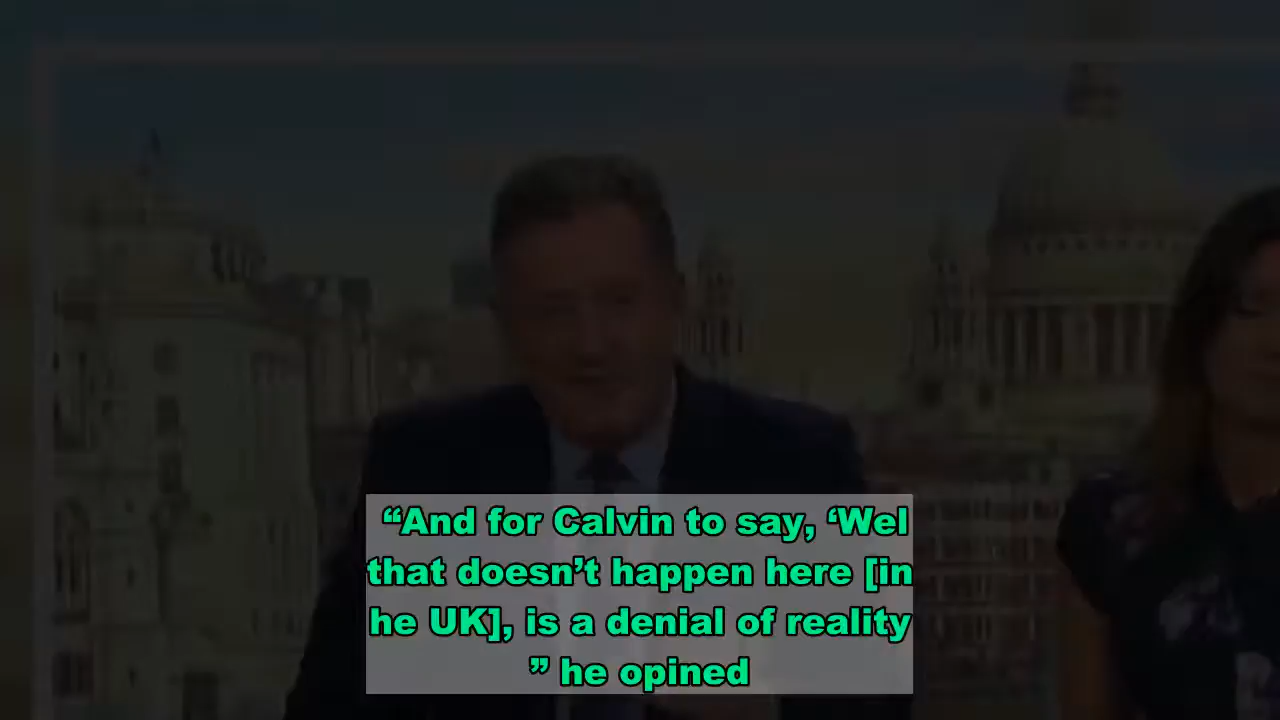 “And for Calvin to say, ‘Wel
that doesn’t happen here [in
he UK], is a denial of reality
” he opined